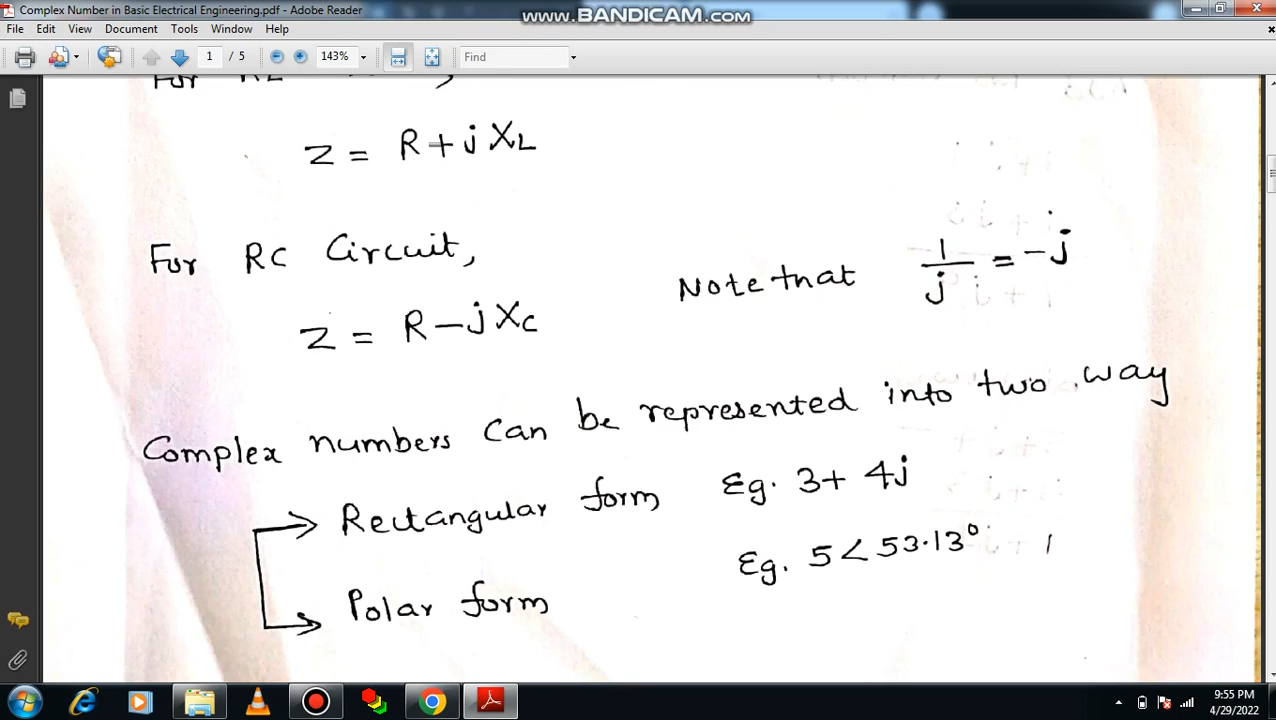 Complex Number in Basic Electrical Engineering.pdf - Adobe Reader
www.BANDICAM.com
File Edit View Document Tools Window Help
1 / 5 143% Find
For RL
Z = R + j XL
For RC Circuit,
Note that 1/j = -j
Z = R - j XC
Complex numbers can be represented into two way
Rectangular form Eg. 3 + 4j
Polar form Eg. 5 < 53.13°
9:55 PM
4/29/2022